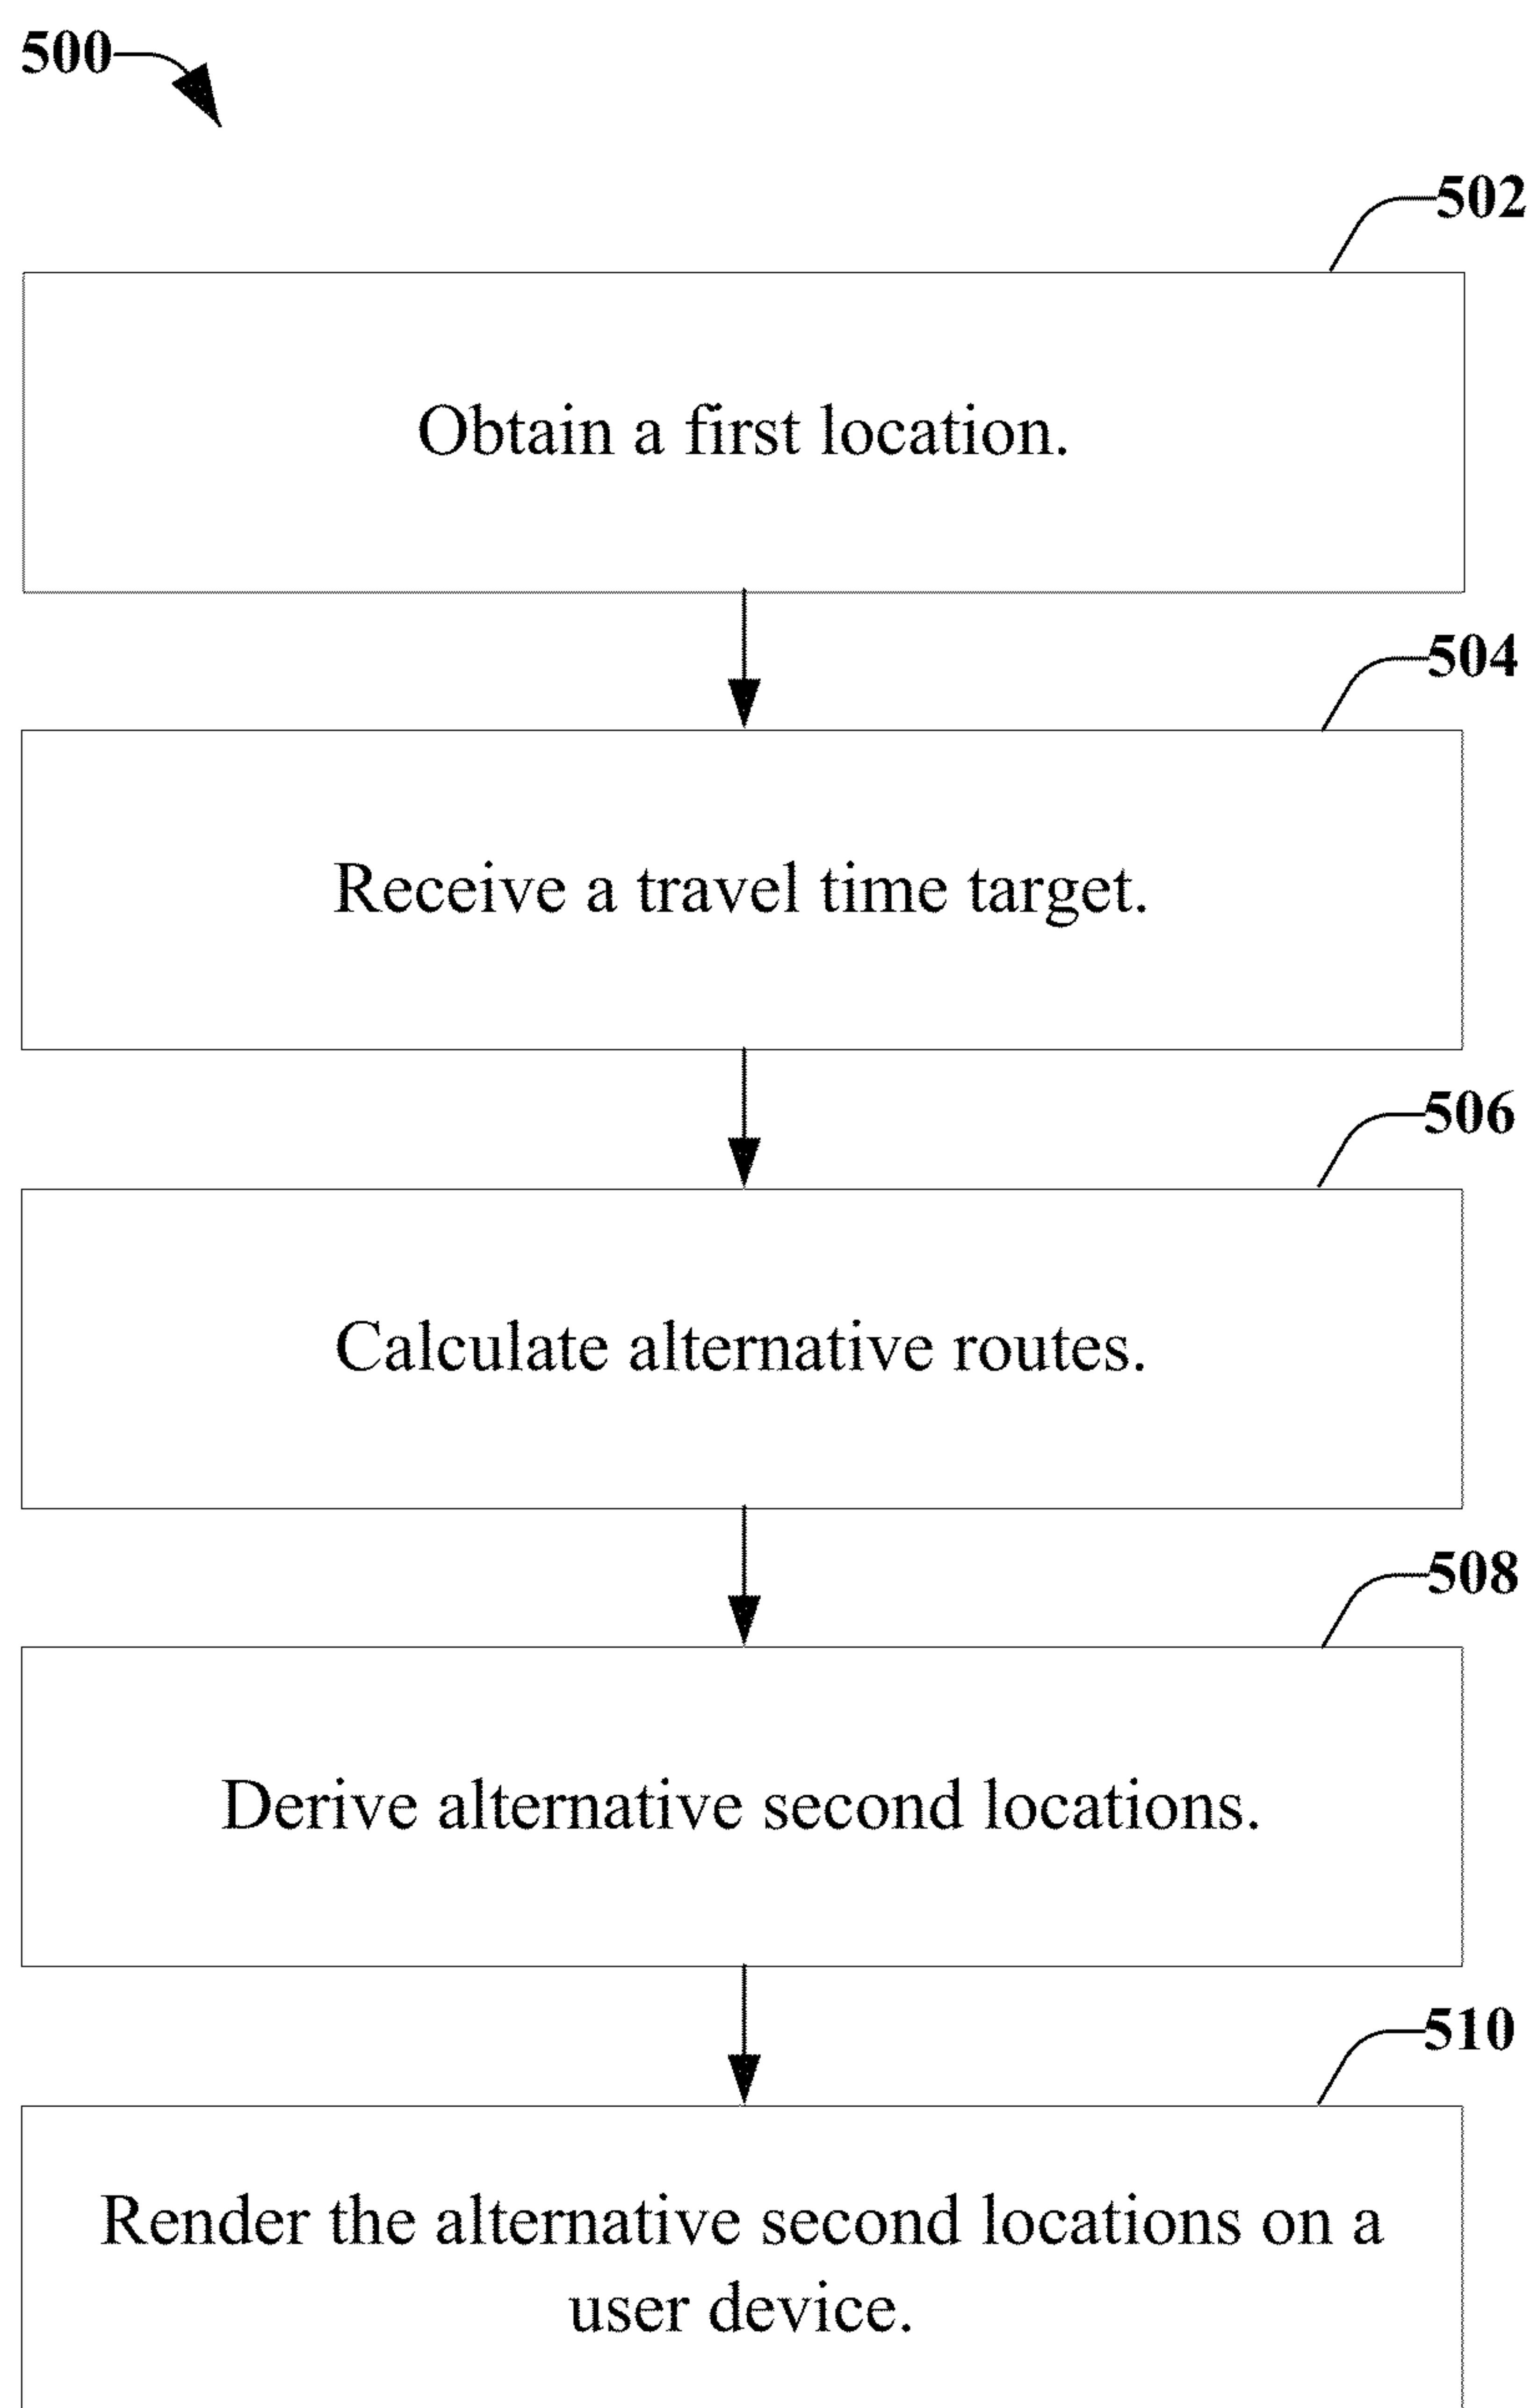 500
502
Obtain a first location.
504
Receive a travel time target.
506
Calculate alternative routes.
508
Derive alternative second locations.
510
Render the alternative second locations on a
user device.